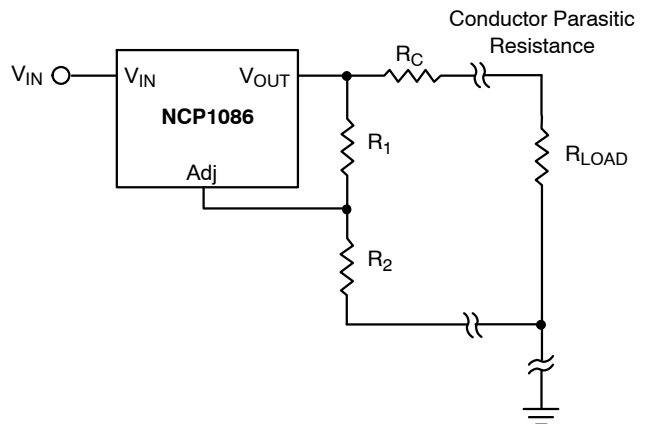 Conductor Parasitic
Resistance
R_C
V_IN
V_IN
V_OUT
NCP1086
R_1
R_LOAD
Adj
R_2